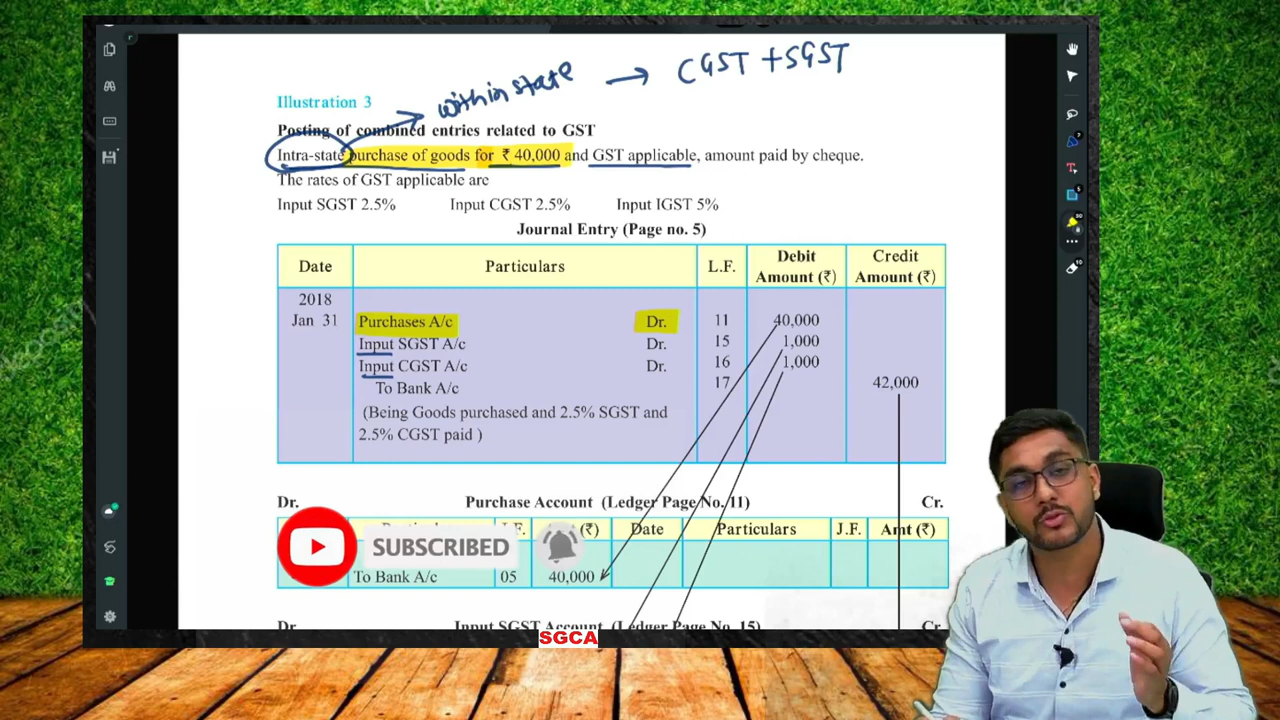 within state → CGST + SGST
Illustration 3
Posting of combined entries related to GST
Intra-state purchase of goods for ₹ 40,000 and GST applicable, amount paid by cheque.
The rates of GST applicable are
Input SGST 2.5% Input CGST 2.5% Input IGST 5%
Journal Entry (Page no. 5)
Date Particulars L.F. Debit Amount (₹) Credit Amount (₹)
2018
Jan 31 Purchases A/c Dr. 11 40,000
Input SGST A/c Dr. 15 1,000
Input CGST A/c Dr. 16 1,000
To Bank A/c 17 42,000
(Being Goods purchased and 2.5% SGST and
2.5% CGST paid )
Dr. Purchase Account (Ledger Page No. 11) Cr.
(₹) Date Particulars J.F. Amt (₹)
SUBSCRIBED
To Bank A/c 05 40,000
Dr. Input SGST Account (Ledger Page No. 15) Cr.
SGCA